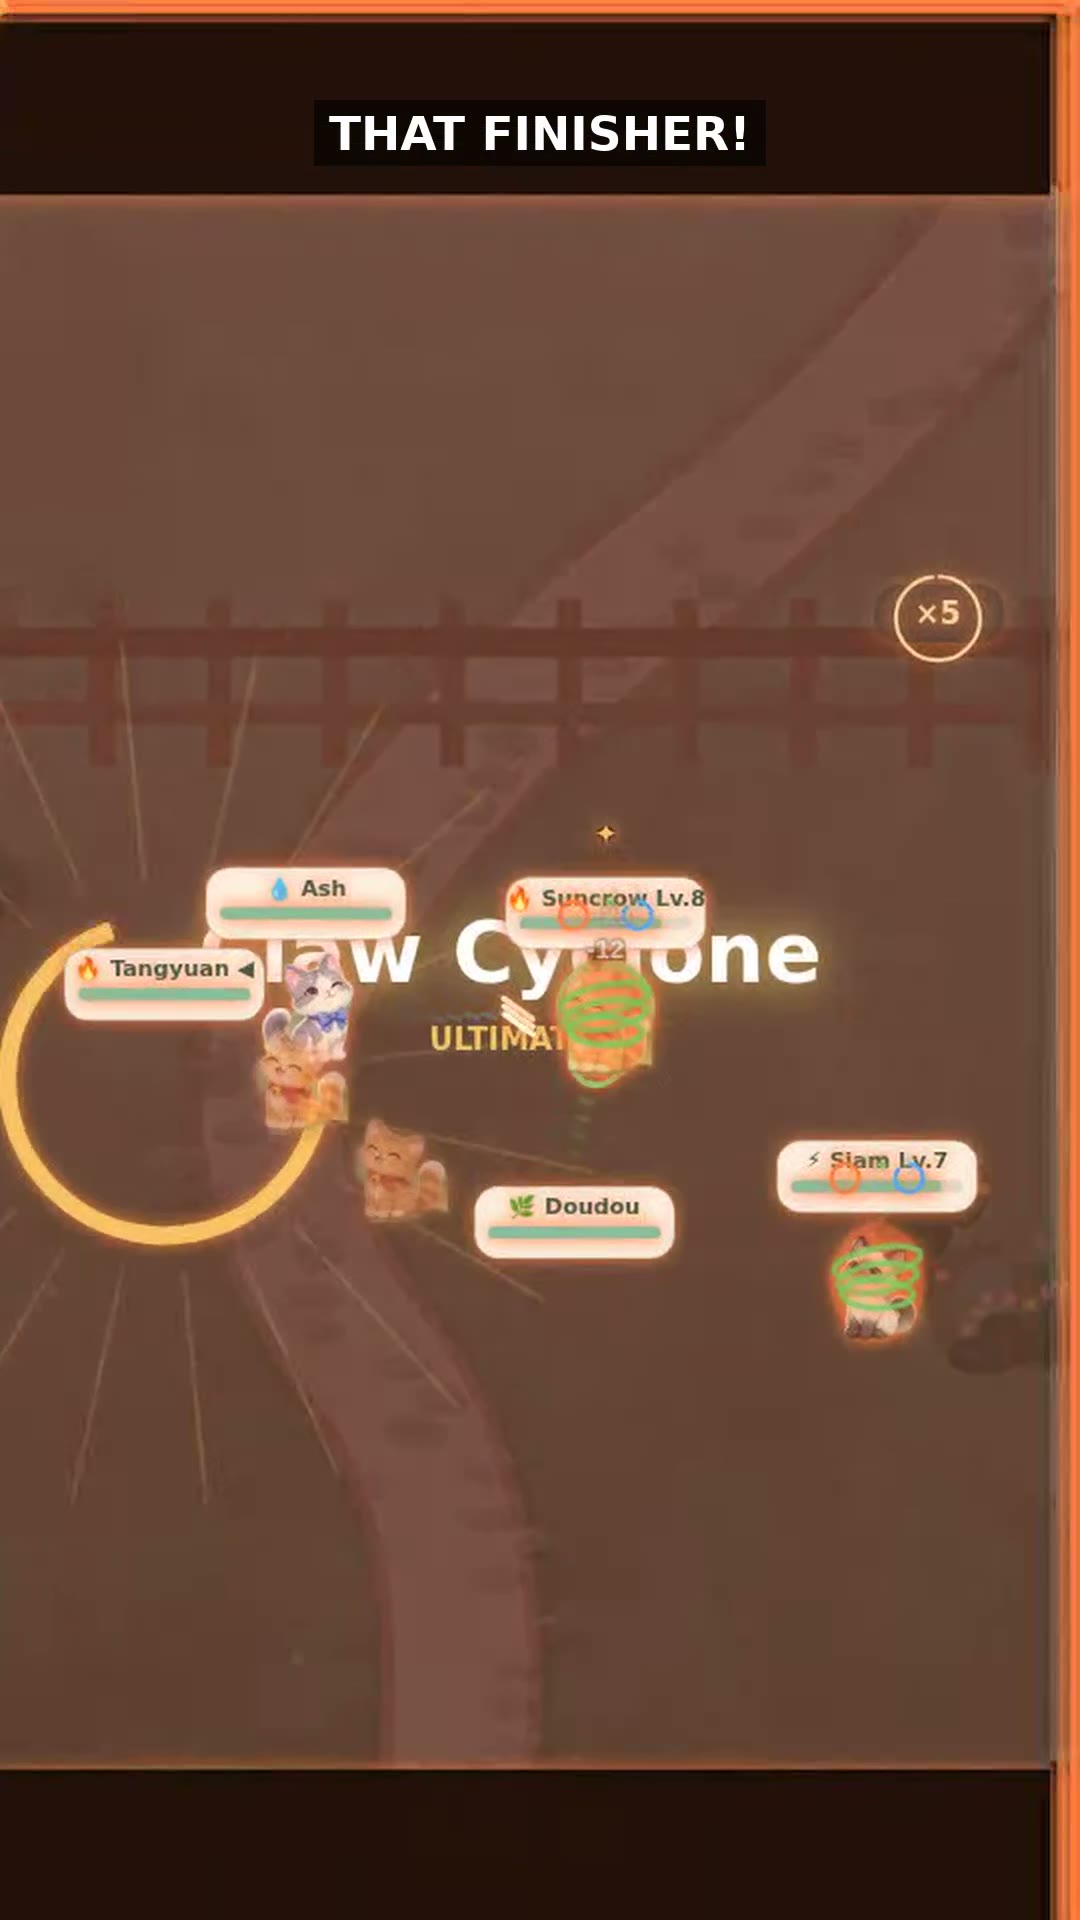 THAT FINISHER!
×5
Ash
Suncrow Lv.8
-12
Tangyuan
Siam Lv.7
Doudou